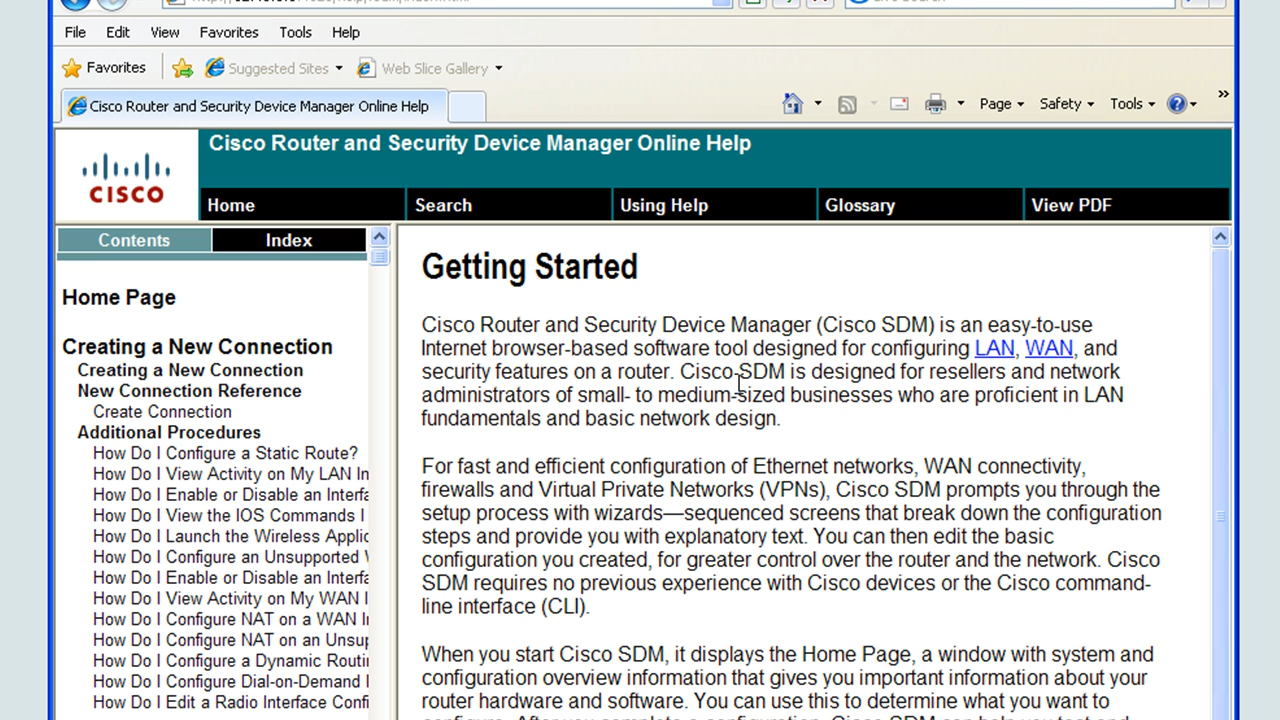 File Edit View Favorites Tools Help
Favorites Suggested Sites Web Slice Gallery
Cisco Router and Security Device Manager Online Help Page Safety Tools »
Cisco Router and Security Device Manager Online Help
CISCO
Home Search Using Help Glossary View PDF
Contents Index
Home Page
Creating a New Connection
Creating a New Connection
New Connection Reference
Create Connection
Additional Procedures
How Do I Configure a Static Route?
How Do I View Activity on My LAN In
How Do I Enable or Disable an Interfa
How Do I View the IOS Commands I
How Do I Launch the Wireless Applic
How Do I Configure an Unsupported
How Do I Enable or Disable an Interfa
How Do I View Activity on My WAN I
How Do I Configure NAT on a WAN In
How Do I Configure NAT on an Unsup
How Do I Configure a Dynamic Routi
How Do I Configure Dial-on-Demand
How Do I Edit a Radio Interface Confi
Getting Started
Cisco Router and Security Device Manager (Cisco SDM) is an easy-to-use
Internet browser-based software tool designed for configuring LAN, WAN, and
security features on a router. Cisco SDM is designed for resellers and network
administrators of small- to medium-sized businesses who are proficient in LAN
fundamentals and basic network design.
For fast and efficient configuration of Ethernet networks, WAN connectivity,
firewalls and Virtual Private Networks (VPNs), Cisco SDM prompts you through the
setup process with wizards—sequenced screens that break down the configuration
steps and provide you with explanatory text. You can then edit the basic
configuration you created, for greater control over the router and the network. Cisco
SDM requires no previous experience with Cisco devices or the Cisco command-
line interface (CLI).
When you start Cisco SDM, it displays the Home Page, a window with system and
configuration overview information that gives you important information about your
router hardware and software. You can use this to determine what you want to